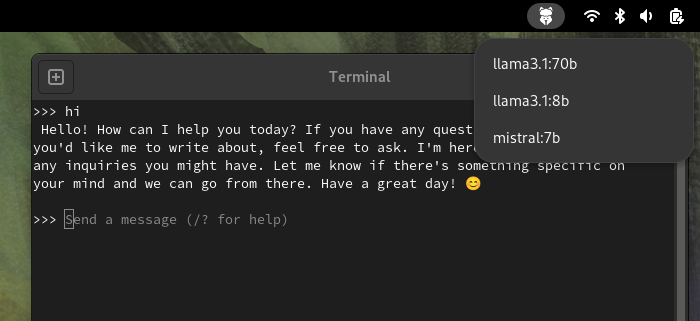 Terminal
llama3.1:70b
llama3.1:8b
mistral:7b
>>> hi
Hello! How can I help you today? If you have any quest
you'd like me to write about, feel free to ask. I'm her
any inquiries you might have. Let me know if there's something specific on
your mind and we can go from there. Have a great day! 😊
>>> Send a message (/? for help)